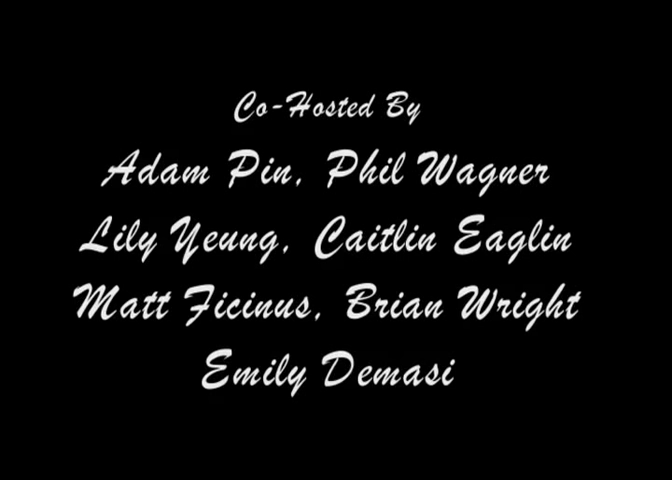 Co-Hosted By
Adam Pin, Phil Wagner
Lily Yeung, Caitlin Eaglin
Matt Ficinus, Brian Wright
Emily Demasi